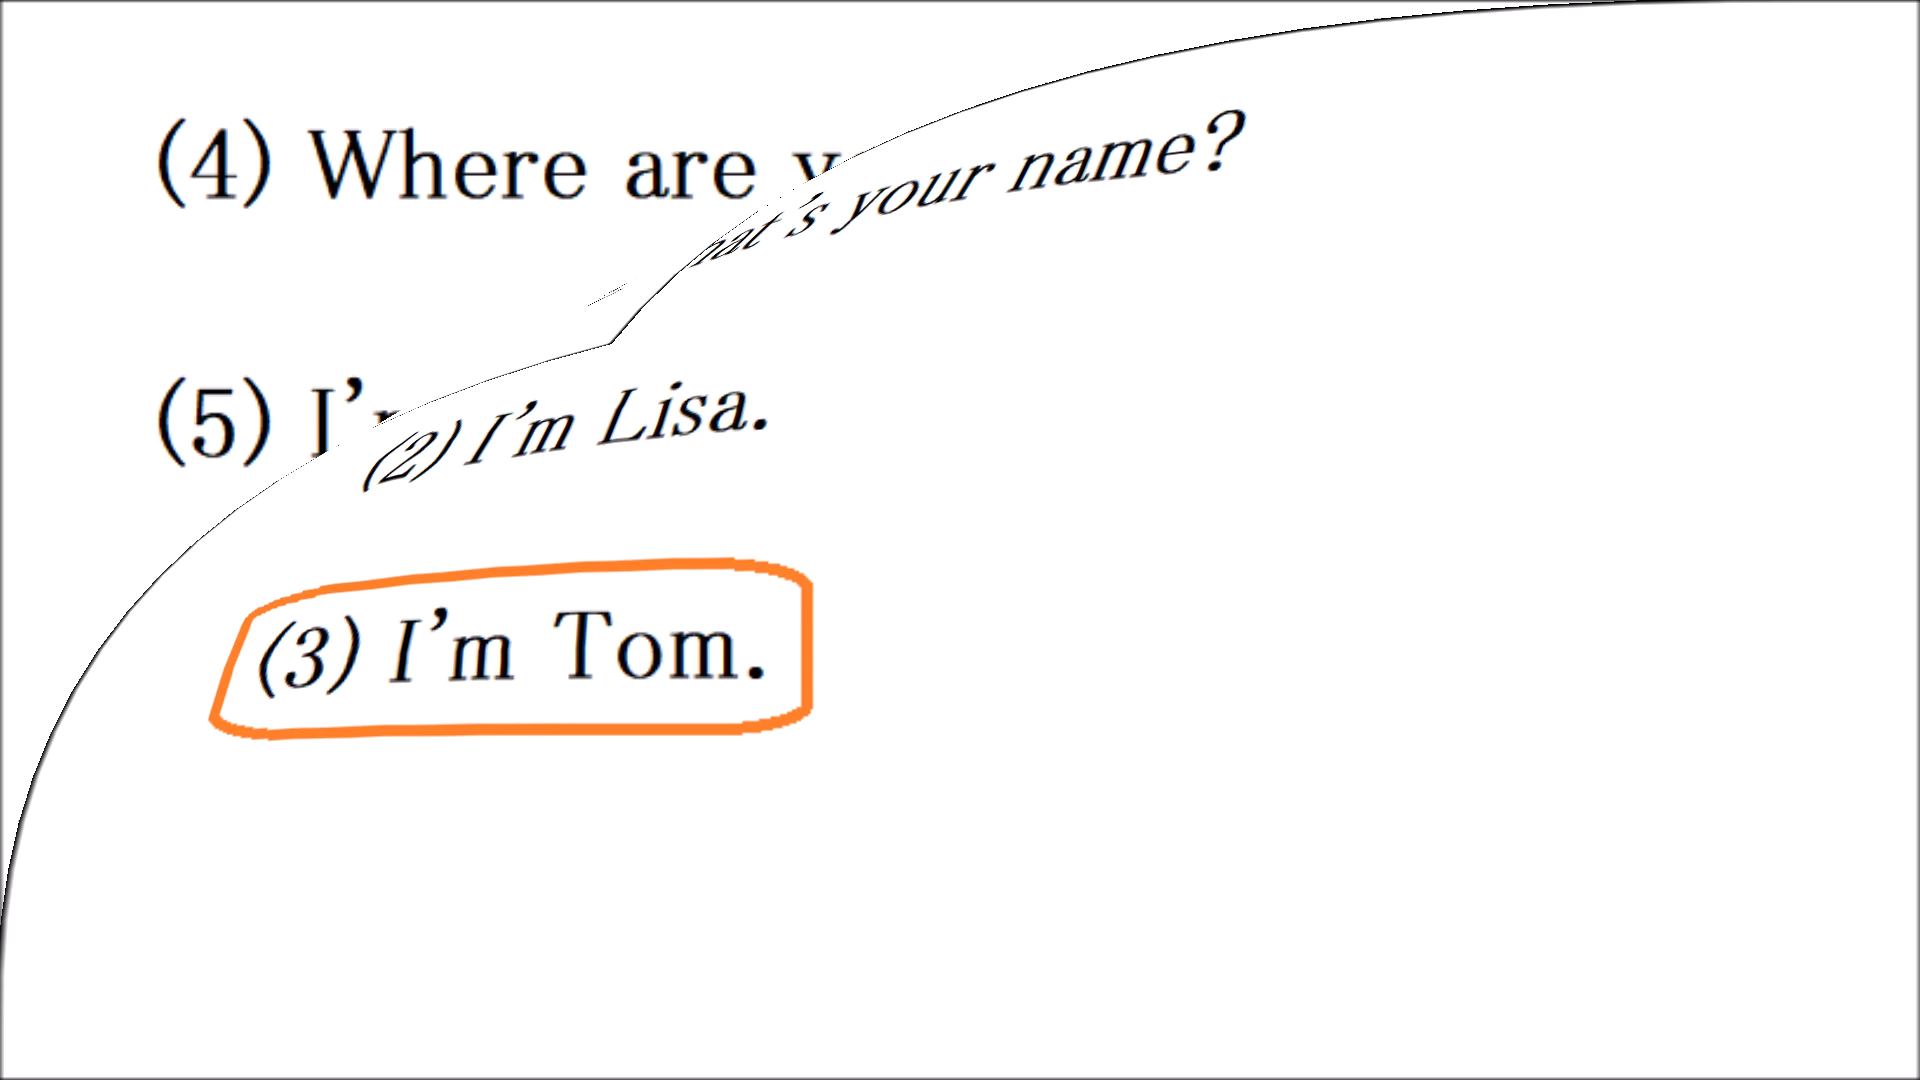 (4) Where are
's your name?
(5)
(2) I'm Lisa.
(3) I'm Tom.